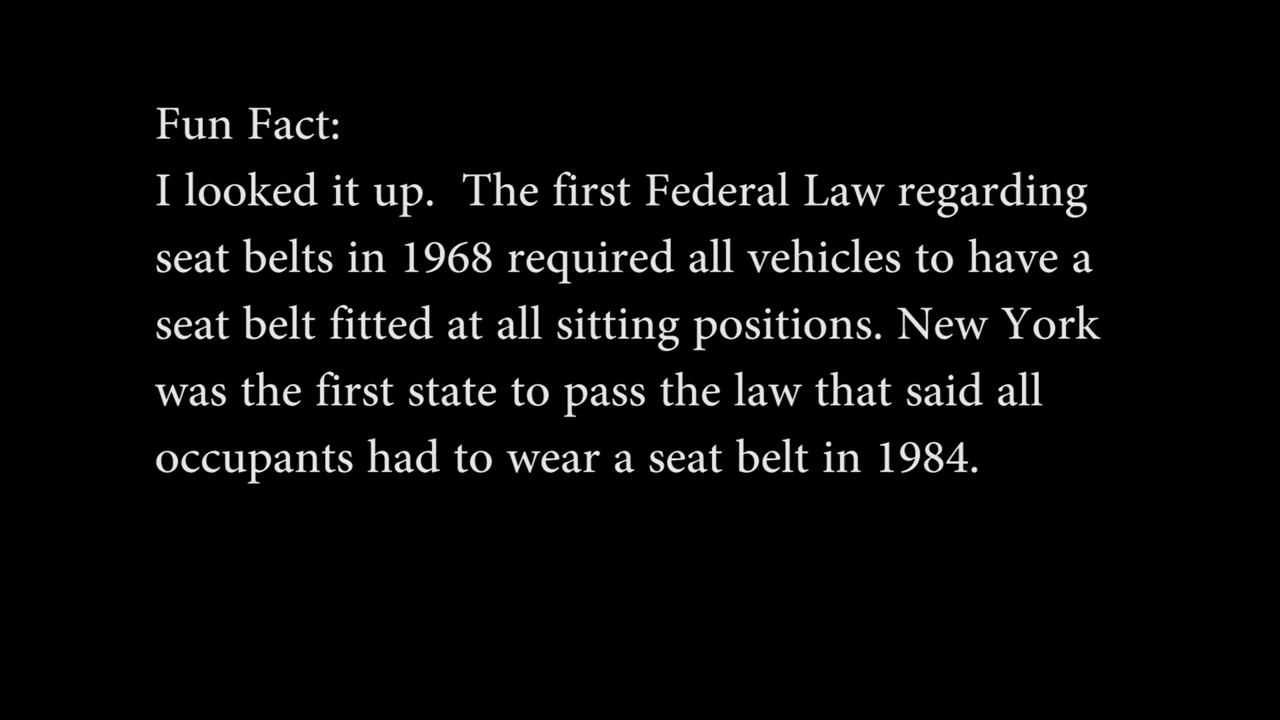 Fun Fact:
I looked it up.  The first Federal Law regarding
seat belts in 1968 required all vehicles to have a
seat belt fitted at all sitting positions. New York
was the first state to pass the law that said all
occupants had to wear a seat belt in 1984.